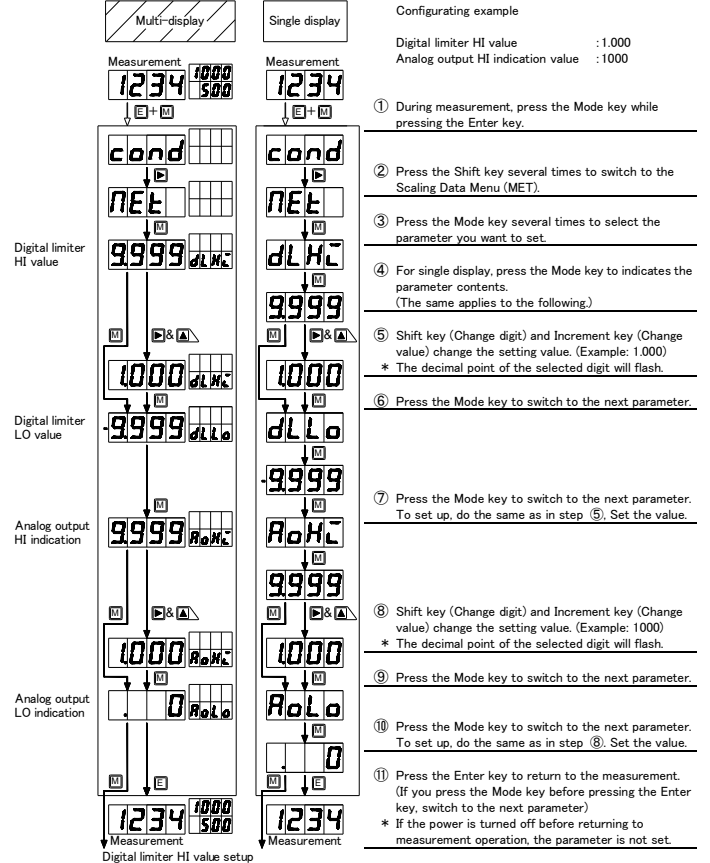 Multi-display
Single display
Configurating example
Digital limiter HI value :1.000
Analog output HI indication value :1000
Measurement
1234 1000 500
E+M
cond
MEt
M
Digital limiter
HI value
9.999 dLHi
M
&
1.000 dLHi
M
Digital limiter
LO value
-9.999 dLLo
M
Analog output
HI indication
9.999 AoHi
M
&
1.000 AoHi
M
Analog output
LO indication
. 0 AoLo
M
E
1234 1000 500
Measurement
Digital limiter HI value setup
Measurement
1234
E+M
cond
MEt
M
dLHi
M
9.999
M
&
1.000
M
dLLo
M
-9.999
M
AoHi
M
9.999
M
&
1.000
M
AoLo
M
. 0
M
E
1234
Measurement
① During measurement, press the Mode key while
pressing the Enter key.
② Press the Shift key several times to switch to the
Scaling Data Menu (MET).
③ Press the Mode key several times to select the
parameter you want to set.
④ For single display, press the Mode key to indicates the
parameter contents.
(The same applies to the following.)
⑤ Shift key (Change digit) and Increment key (Change
value) change the setting value. (Example: 1.000)
* The decimal point of the selected digit will flash.
⑥ Press the Mode key to switch to the next parameter.
⑦ Press the Mode key to switch to the next parameter.
To set up, do the same as in step ⑤, Set the value.
⑧ Shift key (Change digit) and Increment key (Change
value) change the setting value. (Example: 1000)
* The decimal point of the selected digit will flash.
⑨ Press the Mode key to switch to the next parameter.
⑩ Press the Mode key to switch to the next parameter.
To set up, do the same as in step ⑧. Set the value.
⑪ Press the Enter key to return to the measurement.
(If you press the Mode key before pressing the Enter
key, switch to the next parameter)
* If the power is turned off before returning to
measurement operation, the parameter is not set.